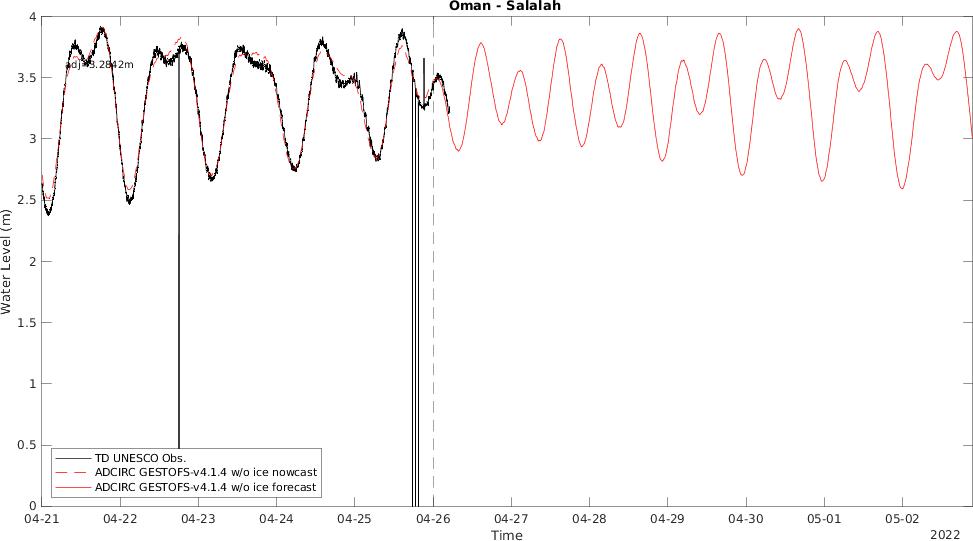 Oman - Salalah
4
adj=3.2842m
3.5
3
2.5
2
1.5
1
0.5
0
Water Level (m)
TD UNESCO Obs.
ADCIRC GESTOFS-v4.1.4 w/o ice nowcast
ADCIRC GESTOFS-v4.1.4 w/o ice forecast
04-21 04-22 04-23 04-24 04-25 04-26 04-27 04-28 04-29 04-30 05-01 05-02
Time
2022